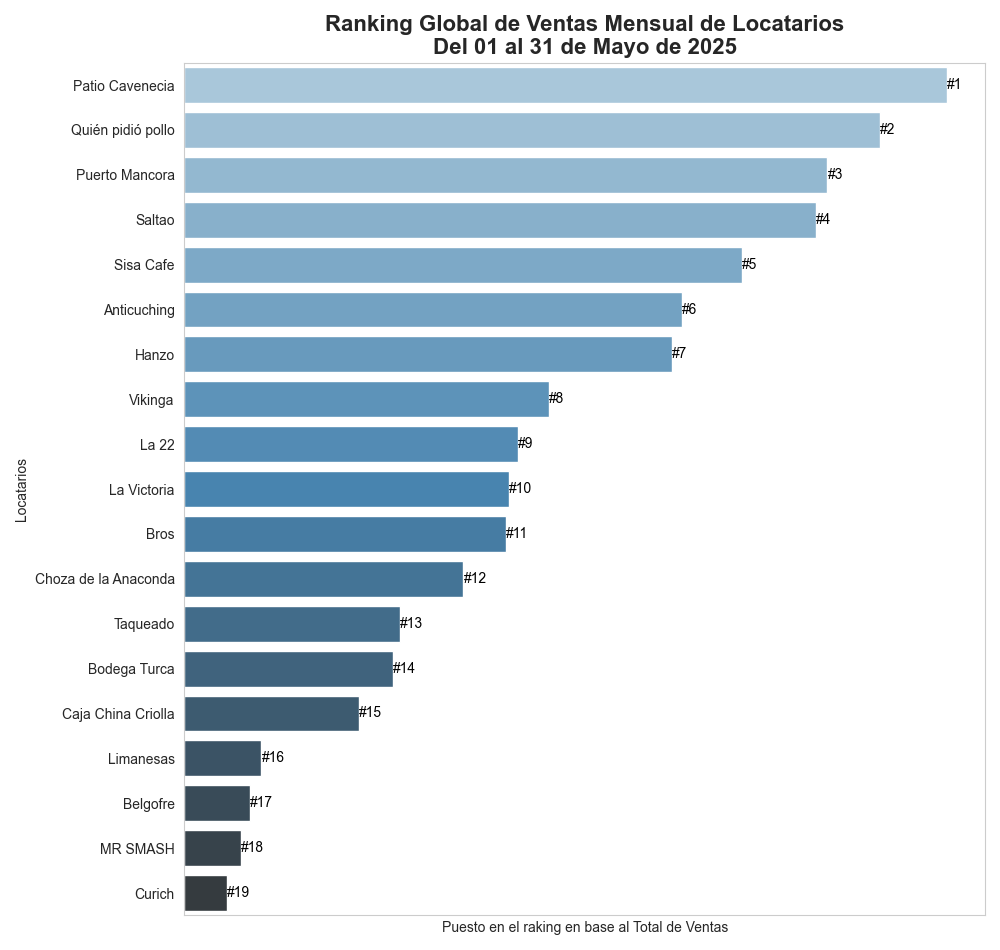 Ranking Global de Ventas Mensual de Locatarios
Del 01 al 31 de Mayo de 2025
Patio Cavenecia #1
Quién pidió pollo #2
Puerto Mancora #3
Saltao #4
Sisa Cafe #5
Anticuching #6
Hanzo #7
Vikinga #8
La 22 #9
La Victoria #10
Bros #11
Choza de la Anaconda #12
Taqueado #13
Bodega Turca #14
Caja China Criolla #15
Limanesas #16
Belgofre #17
MR SMASH #18
Curich #19
Locatarios
Puesto en el raking en base al Total de Ventas